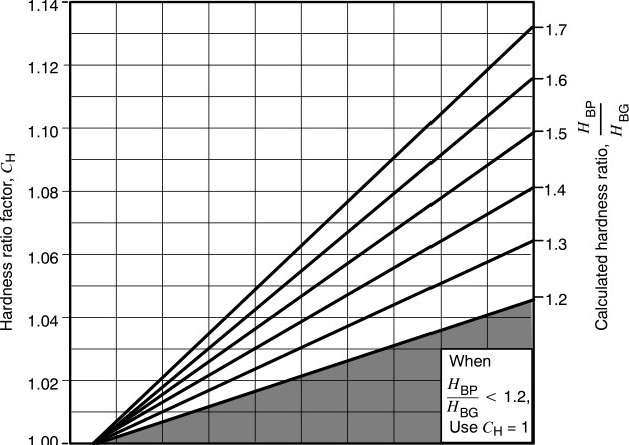 1.14
1.12
1.10
1.08
1.06
1.04
1.02
1.00
Hardness ratio factor, C_H
1.7
1.6
1.5
1.4
1.3
1.2
Calculated hardness ratio, H_BP / H_BG
When
H_BP
H_BG < 1.2,
Use C_H = 1